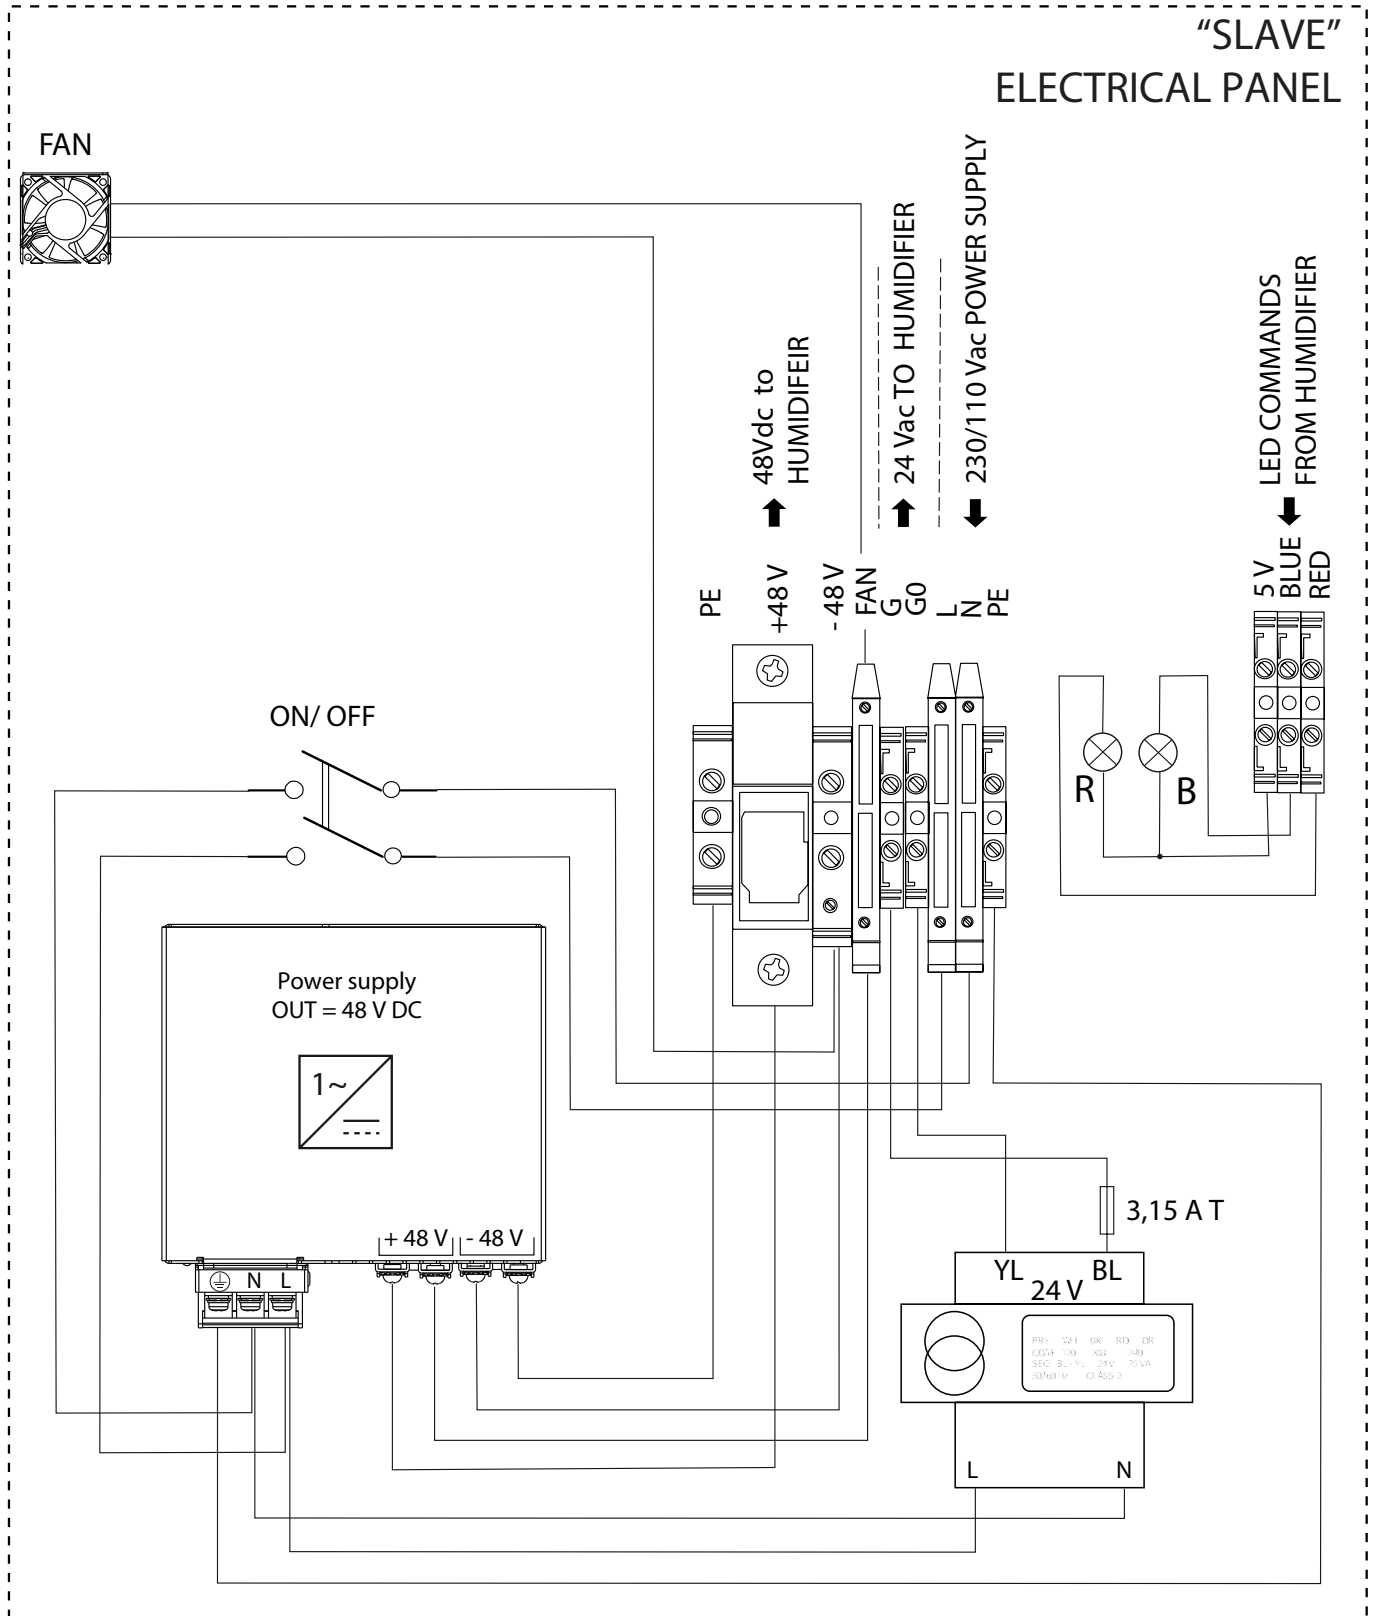 “SLAVE”
ELECTRICAL PANEL
FAN
48Vdc to
HUMIDIFEIR
24 Vac TO HUMIDIFIER
230/110 Vac POWER SUPPLY
LED COMMANDS
FROM HUMIDIFIER
PE
+48 V
- 48 V
FAN
G
G0
L
N
PE
5 V
BLUE
RED
ON/ OFF
R
B
Power supply
OUT = 48 V DC
1~
+ 48 V
- 48 V
N
L
3,15 A T
YL
BL
24 V
L
N